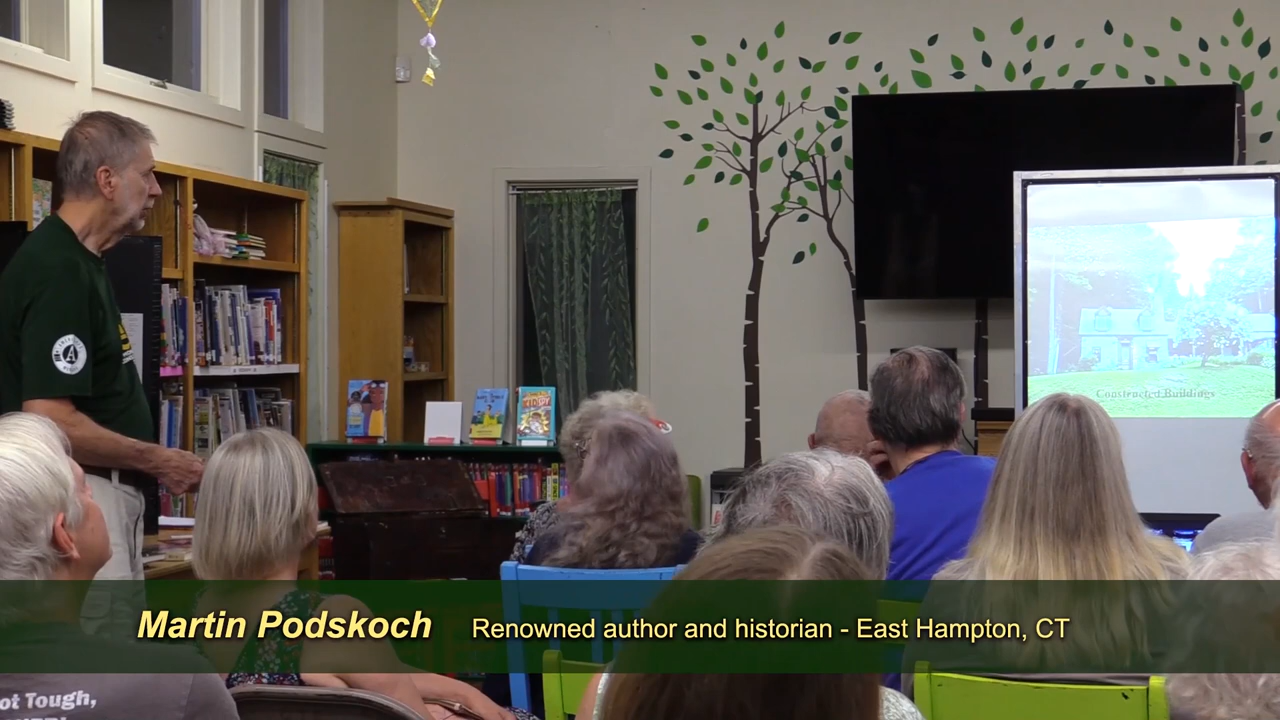 Constructed Buildings
A
Martin Podskoch
Renowned author and historian - East Hampton, CT
ot Tough,